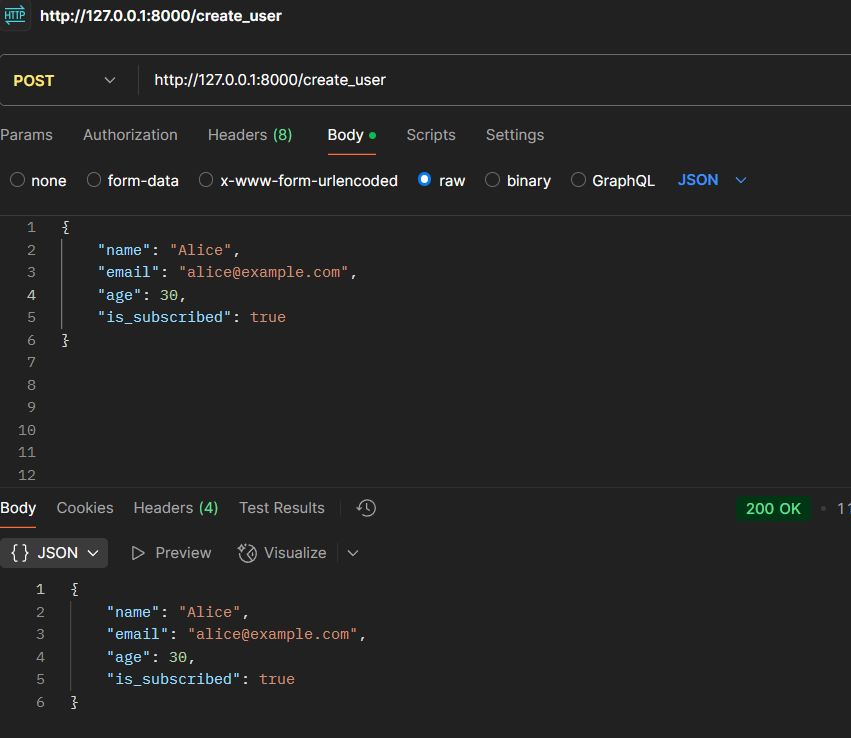 HTTP http://127.0.0.1:8000/create_user
POST http://127.0.0.1:8000/create_user
Params Authorization Headers (8) Body Scripts Settings
none form-data x-www-form-urlencoded raw binary GraphQL JSON
1 {
2 "name": "Alice",
3 "email": "alice@example.com",
4 "age": 30,
5 "is_subscribed": true
6 }
7
8
9
10
11
12
Body Cookies Headers (4) Test Results 200 OK • 11
{} JSON Preview Visualize
1 {
2 "name": "Alice",
3 "email": "alice@example.com",
4 "age": 30,
5 "is_subscribed": true
6 }